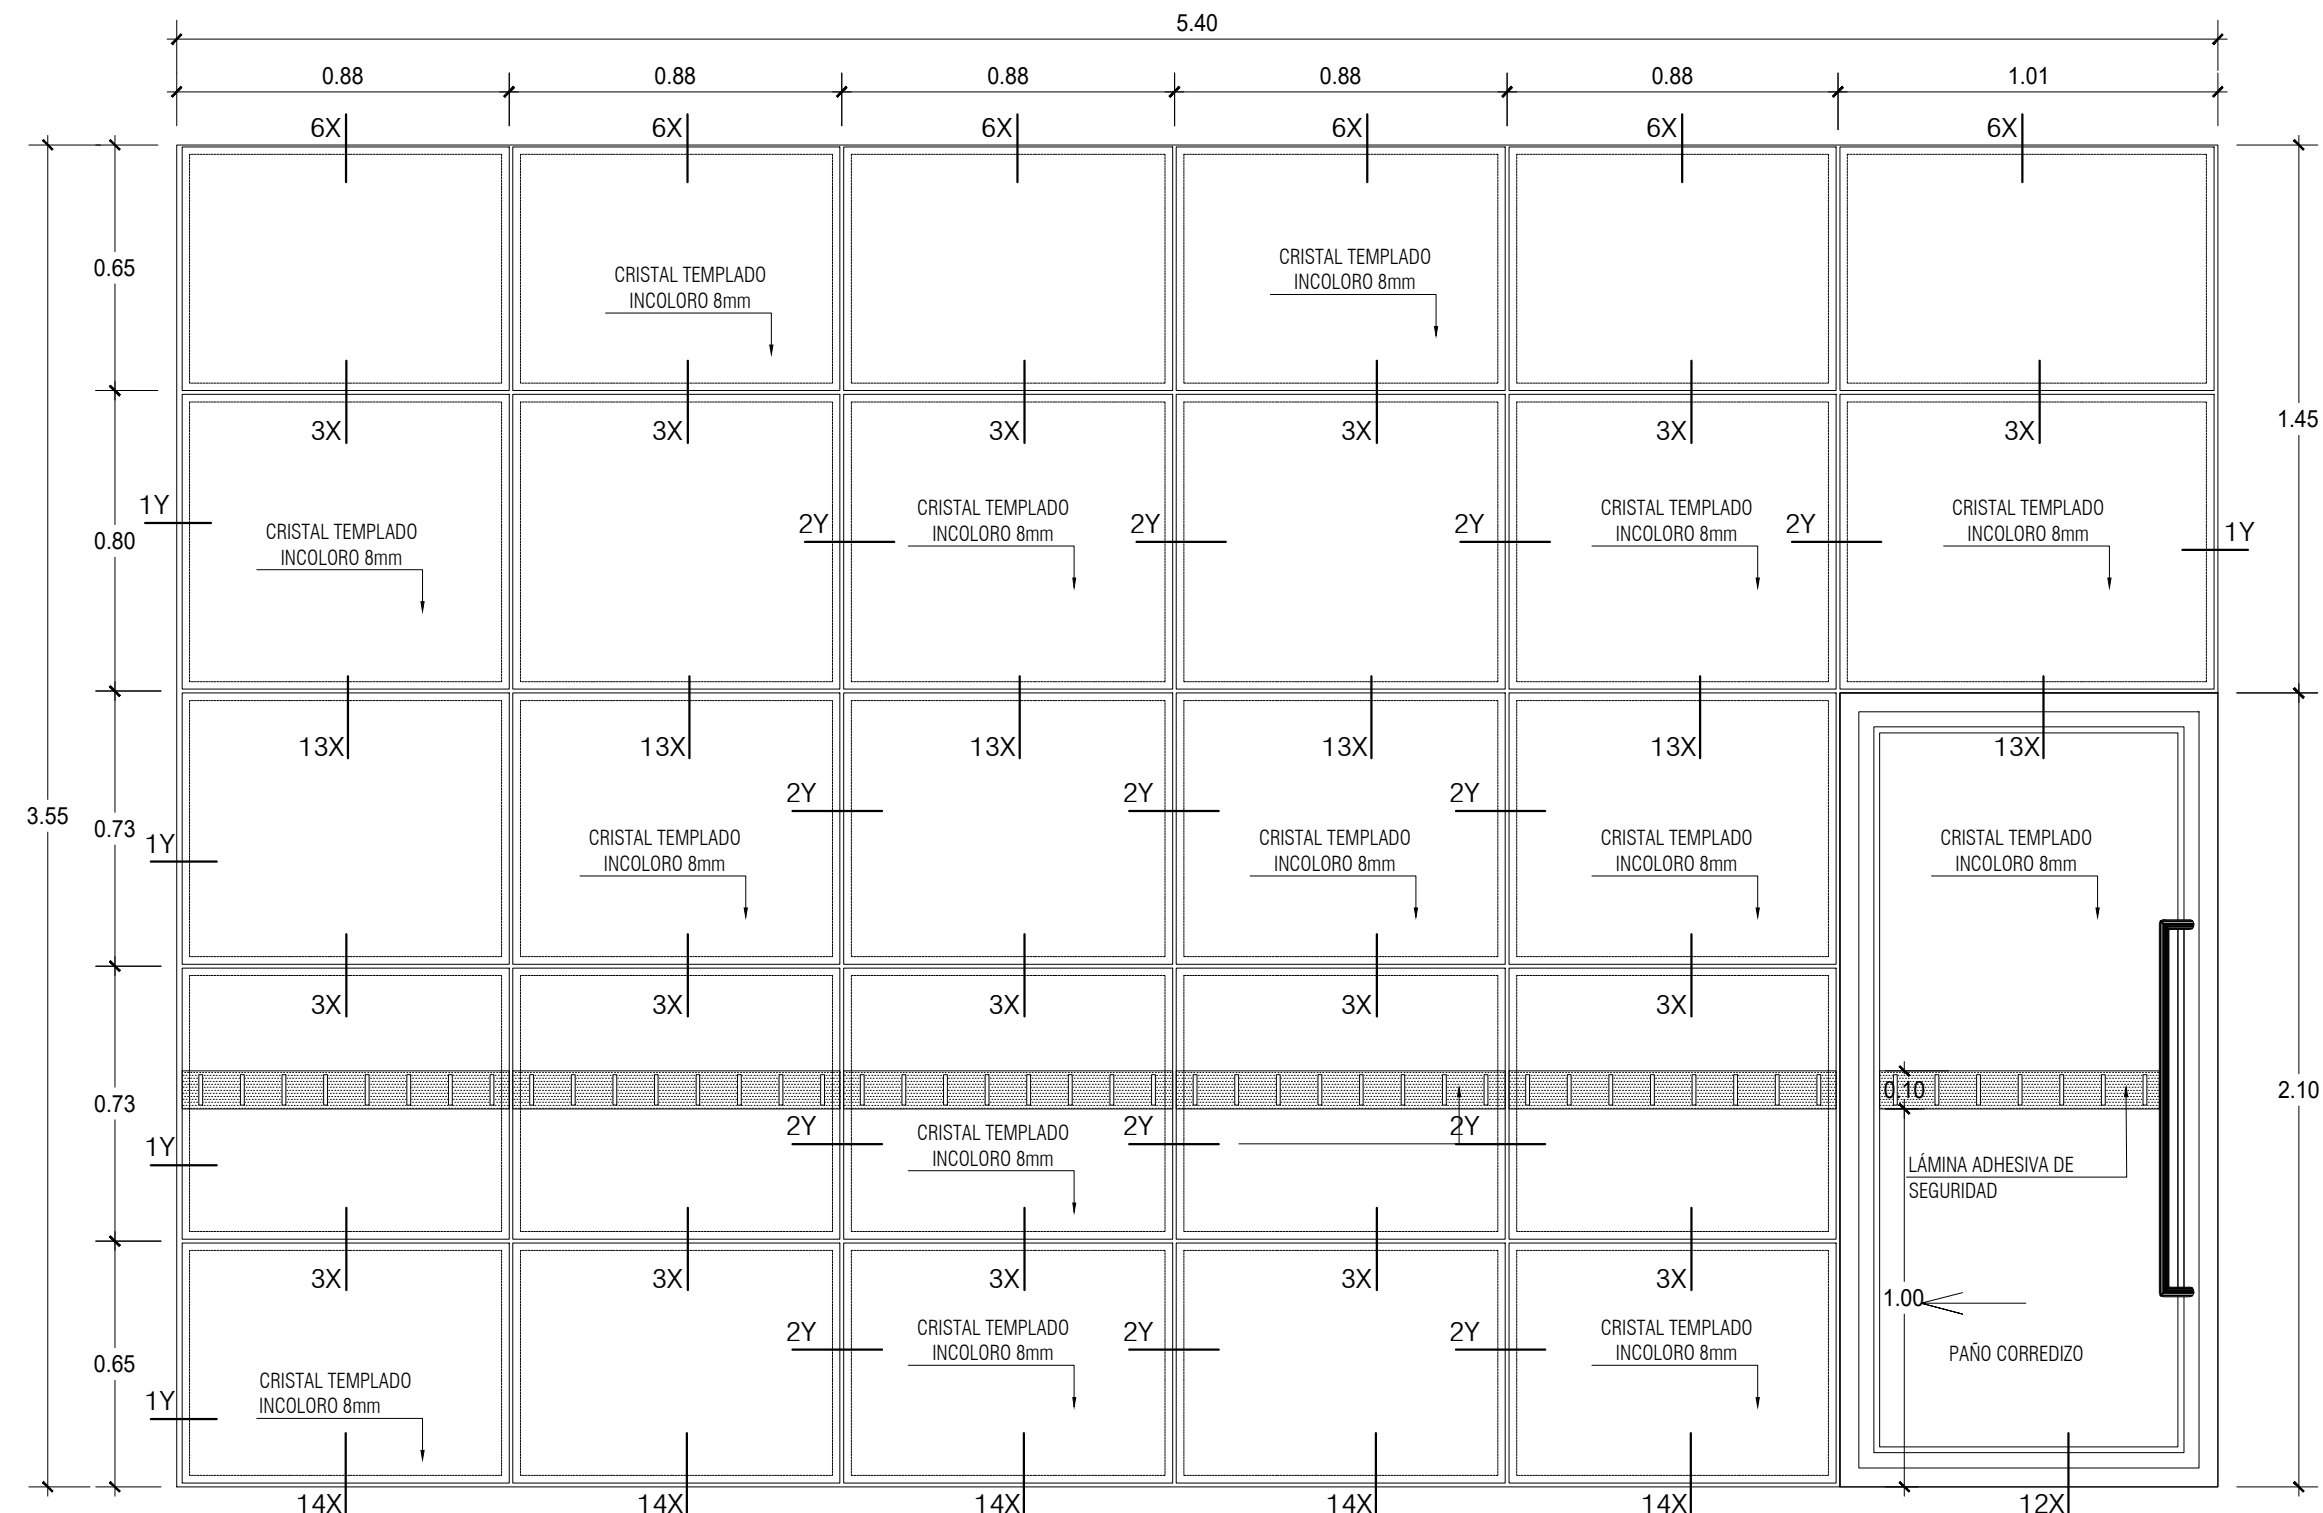 5.40
0.88 0.88 0.88 0.88 0.88 1.01
6X 6X 6X 6X 6X 6X
0.65
CRISTAL TEMPLADO
INCOLORO 8mm
CRISTAL TEMPLADO
INCOLORO 8mm
3X 3X 3X 3X 3X 3X
1.45
1Y
0.80
CRISTAL TEMPLADO
INCOLORO 8mm
2Y
CRISTAL TEMPLADO
INCOLORO 8mm
2Y
2Y
CRISTAL TEMPLADO
INCOLORO 8mm
2Y
CRISTAL TEMPLADO
INCOLORO 8mm
1Y
13X 13X 13X 13X 13X 13X
3.55
0.73
1Y
2Y 2Y 2Y
CRISTAL TEMPLADO
INCOLORO 8mm
CRISTAL TEMPLADO
INCOLORO 8mm
CRISTAL TEMPLADO
INCOLORO 8mm
CRISTAL TEMPLADO
INCOLORO 8mm
3X 3X 3X 3X 3X
0.73
0.10
2.10
1Y
2Y
CRISTAL TEMPLADO
INCOLORO 8mm
2Y
2Y
LÁMINA ADHESIVA DE
SEGURIDAD
3X 3X 3X 3X 3X
1.00
0.65
2Y
CRISTAL TEMPLADO
INCOLORO 8mm
2Y
2Y
CRISTAL TEMPLADO
INCOLORO 8mm
PAÑO CORREDIZO
1Y
CRISTAL TEMPLADO
INCOLORO 8mm
14X 14X 14X 14X 14X 12X